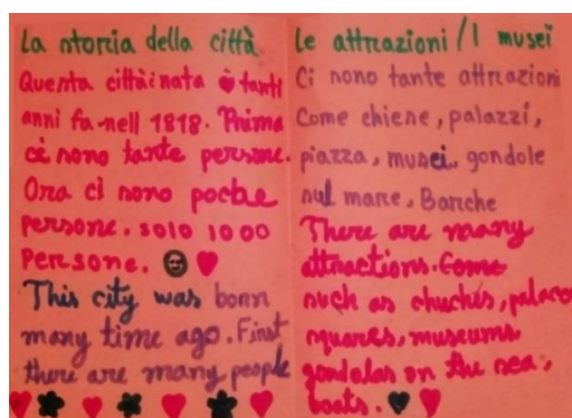 La storia della città
Questa città è nata tanti
anni fa-nell 1818. Prima
cè sono tante persone.
Ora ci sono poche
persone. solo 1000
persone.
This city was born
many time ago. First
there are many people
le attrazioni / I musei
Ci sono tante attrazioni
Come chiese, palazzi,
piazza, musei, gondole
sul mare, Barche
There are many
attractions. Come
such as chuches, palace
squares, museums
gondolas on the sea,
boats.